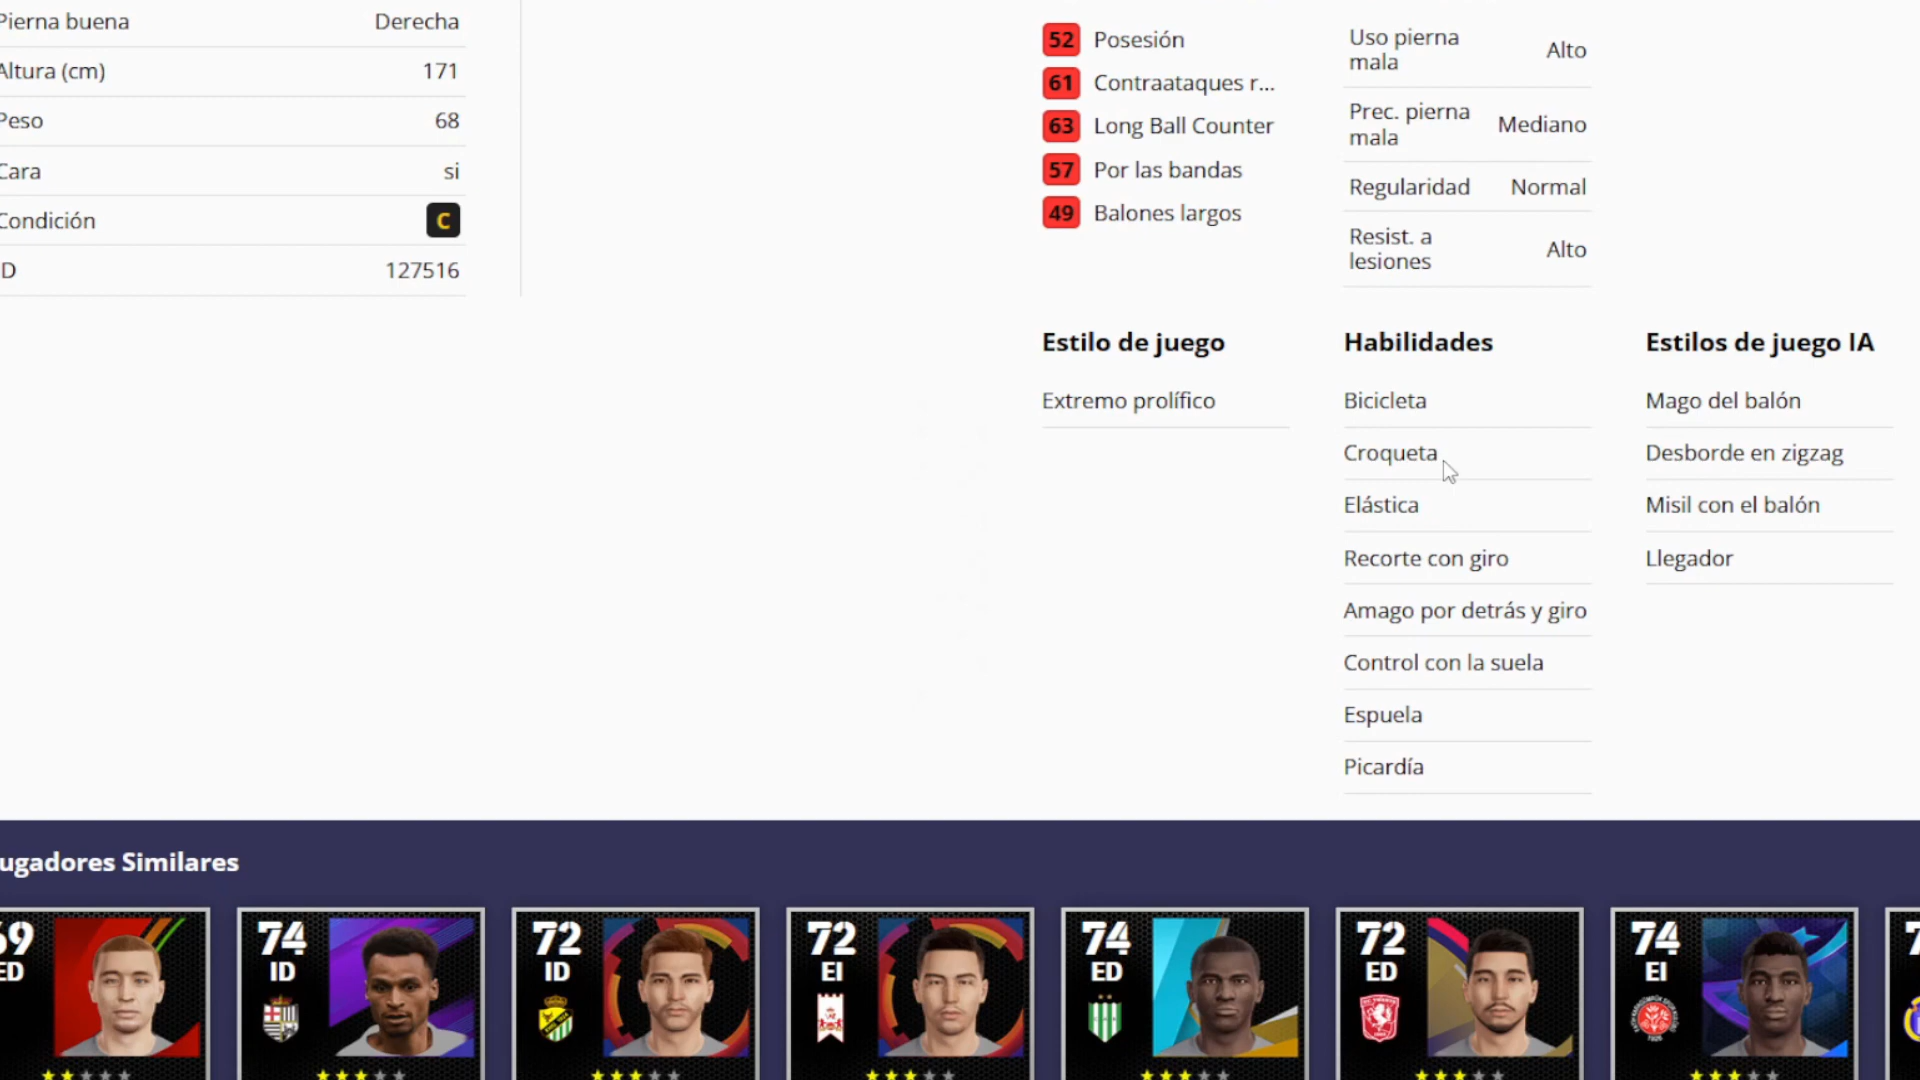 Pierna buena Derecha
Altura (cm) 171
Peso 68
Cara si
Condición C
ID 127516
52 Posesión
61 Contraataques r...
63 Long Ball Counter
57 Por las bandas
49 Balones largos
Uso pierna
mala Alto
Prec. pierna
mala Mediano
Regularidad Normal
Resist. a
lesiones Alto
Estilo de juego
Extremo prolífico
Habilidades
Bicicleta
Croqueta
Elástica
Recorte con giro
Amago por detrás y giro
Control con la suela
Espuela
Picardía
Estilos de juego IA
Mago del balón
Desborde en zigzag
Misil con el balón
Llegador
Jugadores Similares
69
ED
74
ID
72
ID
72
EI
74
ED
72
ED
74
EI